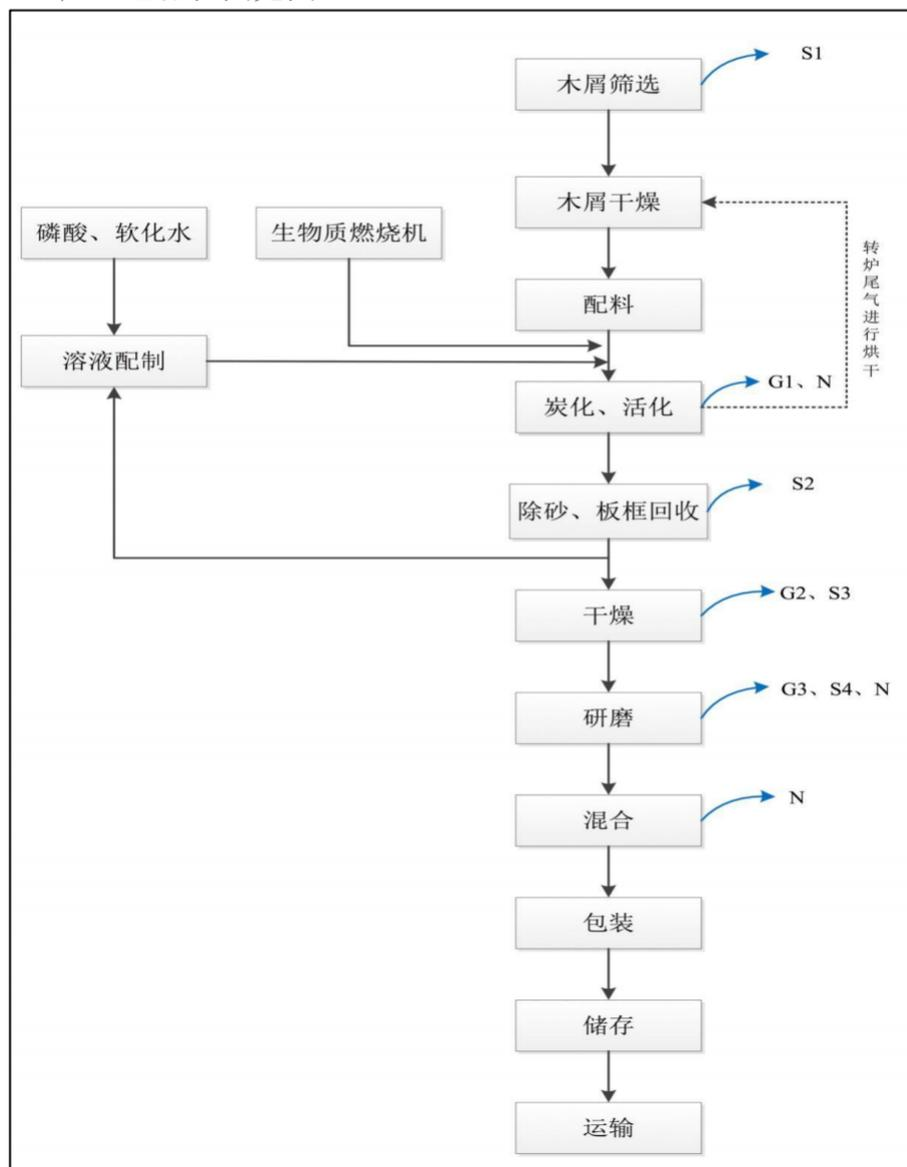 木屑筛选
S1
木屑干燥
磷酸、软化水
生物质燃烧机
转炉尾气进行烘干
配料
溶液配制
炭化、活化
G1、N
除砂、板框回收
S2
干燥
G2、S3
研磨
G3、S4、N
混合
N
包装
储存
运输